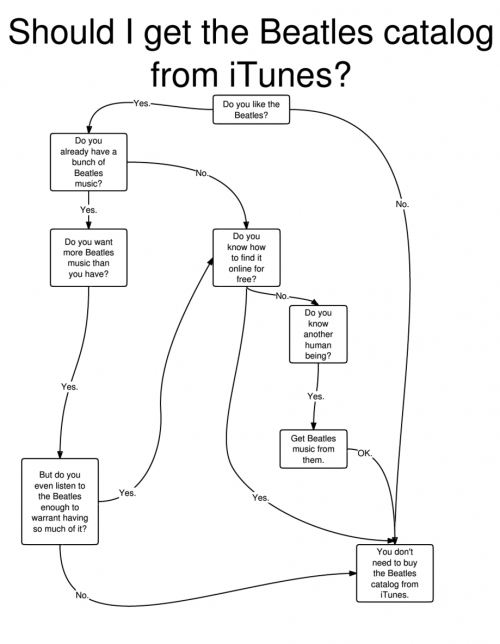 Should I get the Beatles catalog
from iTunes?
Do you like the
Beatles?
Yes.
No.
Do you
already have a
bunch of
Beatles
music?
No.
Yes.
Do you want
more Beatles
music than
you have?
Do you
know how
to find it
online for
free?
No.
Do you
know
another
human
being?
Yes.
Yes.
Get Beatles
music from
them.
OK.
But do you
even listen to
the Beatles
enough to
warrant having
so much of it?
Yes.
Yes.
No.
You don't
need to buy
the Beatles
catalog from
iTunes.